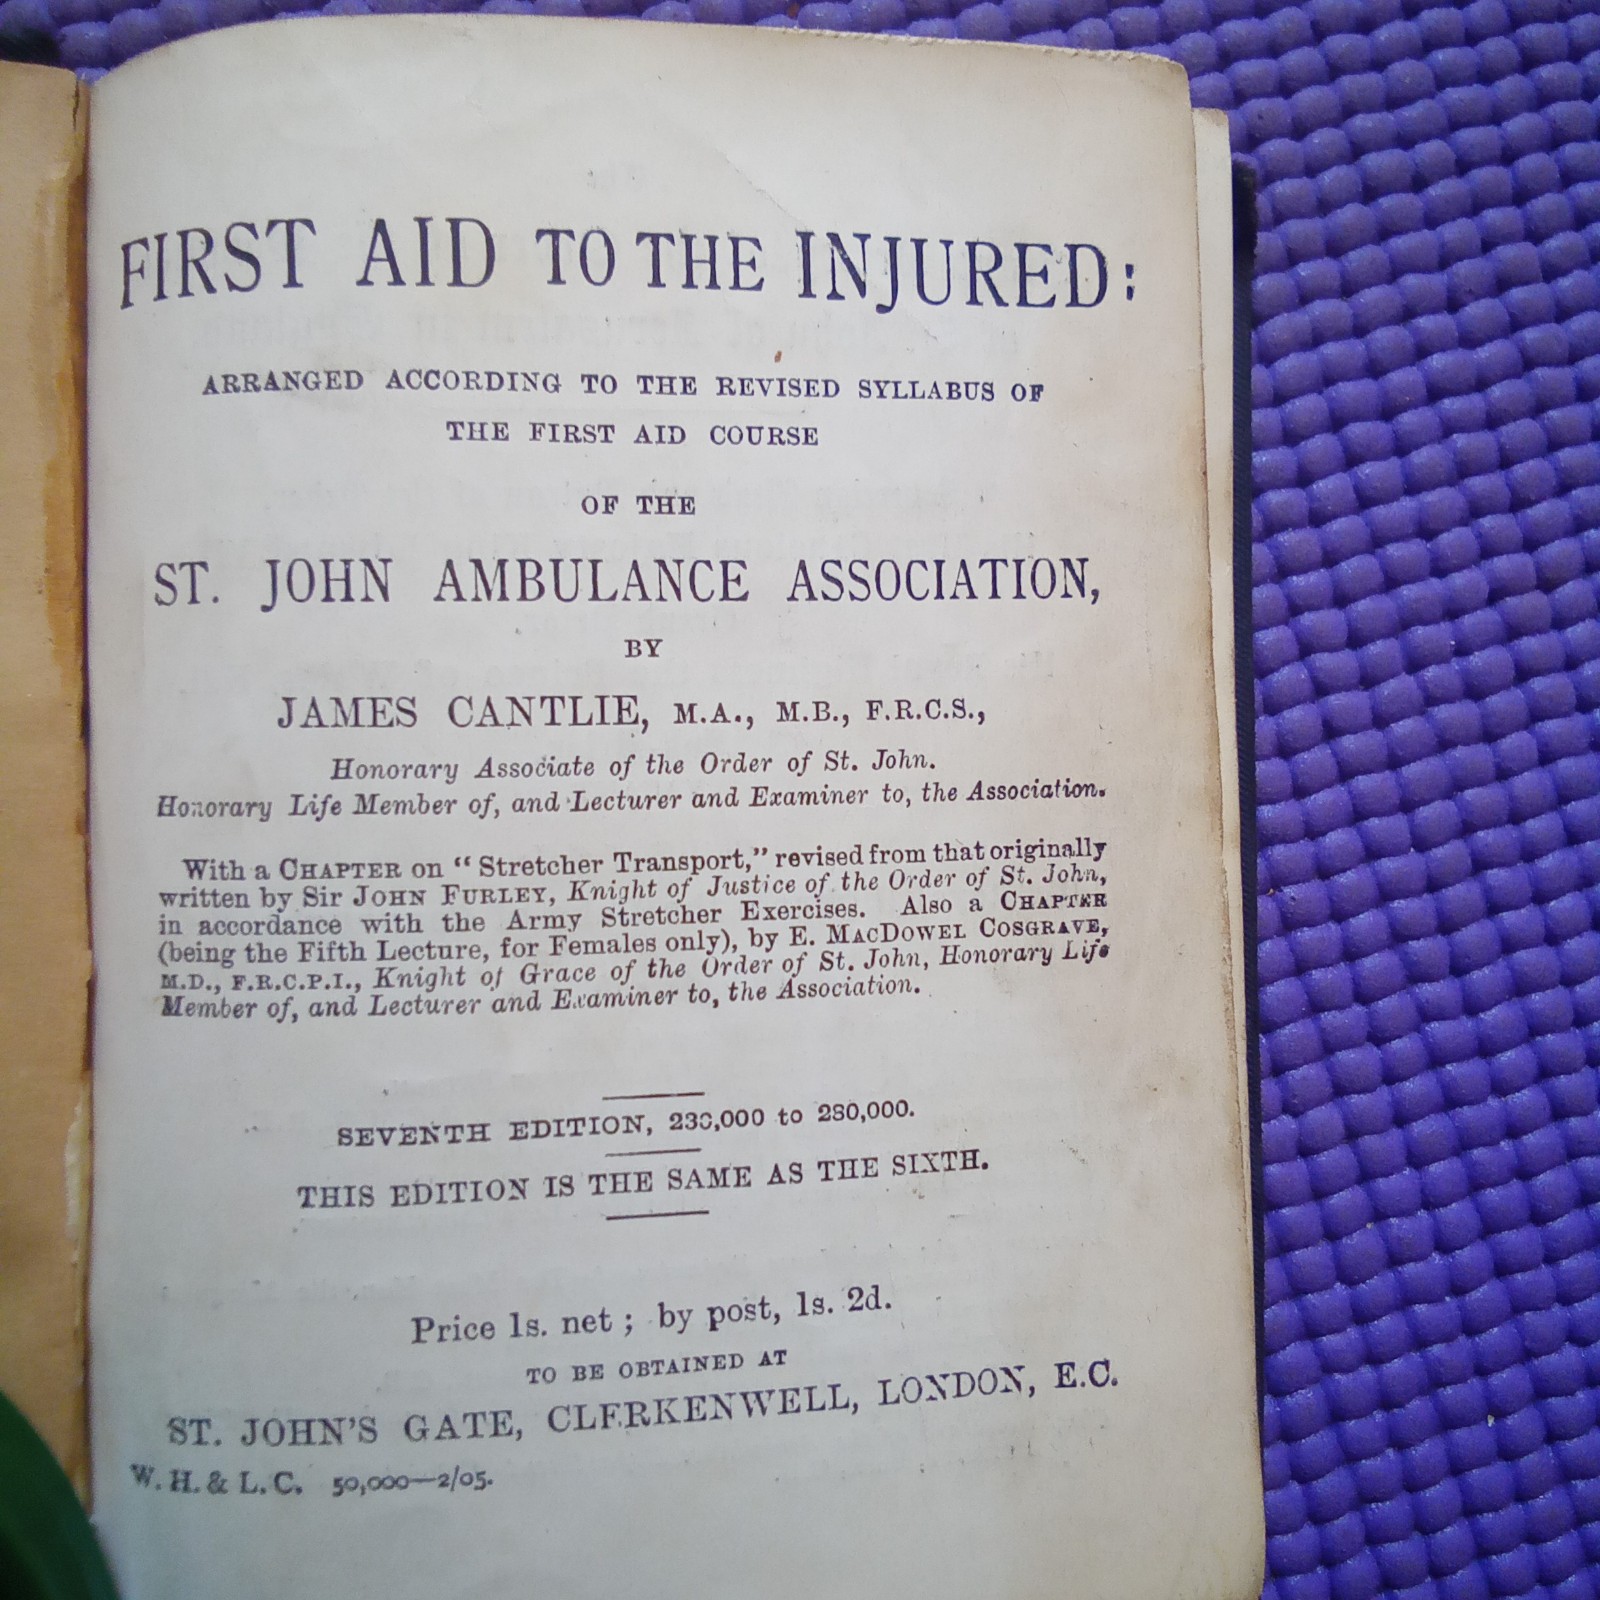 FIRST AID TO THE INJURED:
ARRANGED ACCORDING TO THE REVISED SYLLABUS OF
THE FIRST AID COURSE
OF THE
ST. JOHN AMBULANCE ASSOCIATION,
BY
JAMES CANTLIE, M.A., M.B., F.R.C.S.,
Honorary Associate of the Order of St. John.
Honorary Life Member of, and Lecturer and Examiner to, the Association.
With a CHAPTER on “Stretcher Transport,” revised from that originally
written by Sir JOHN FURLEY, Knight of Justice of the Order of St. John,
in accordance with the Army Stretcher Exercises. Also a CHAPTER
(being the Fifth Lecture, for Females only), by E. MACDOWEL COSGRAVE,
M.D., F.R.C.P.I., Knight of Grace of the Order of St. John, Honorary Life
Member of, and Lecturer and Examiner to, the Association.
SEVENTH EDITION, 230,000 to 280,000.
THIS EDITION IS THE SAME AS THE SIXTH.
Price 1s. net; by post, 1s. 2d.
TO BE OBTAINED AT
ST. JOHN'S GATE, CLERKENWELL, LONDON, E.C.
W. H. & L. C. 50,000—2/05.